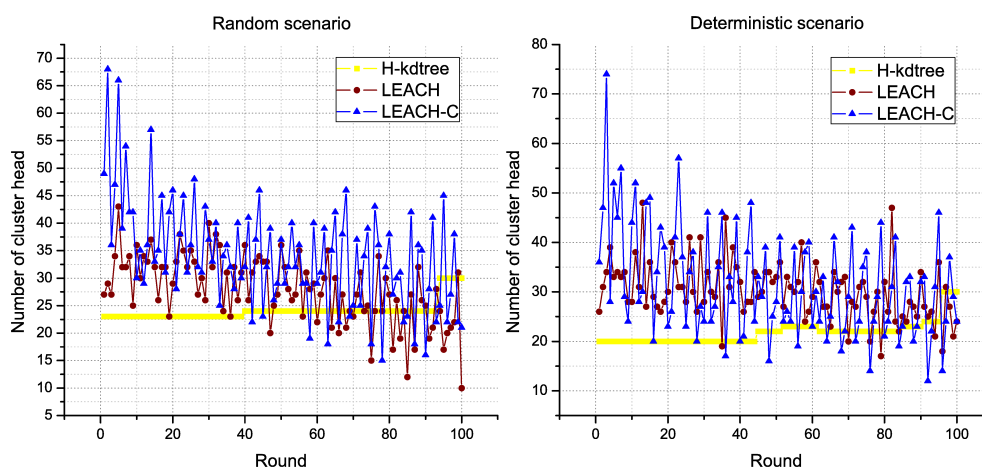 Random scenario
Number of cluster head
70
65
60
55
50
45
40
35
30
25
20
15
10
5
H-kdtree
LEACH
LEACH-C
0
20
40
60
80
100
Round
Deterministic scenario
Number of cluster head
80
70
60
50
40
30
20
10
H-kdtree
LEACH
LEACH-C
0
20
40
60
80
100
Round